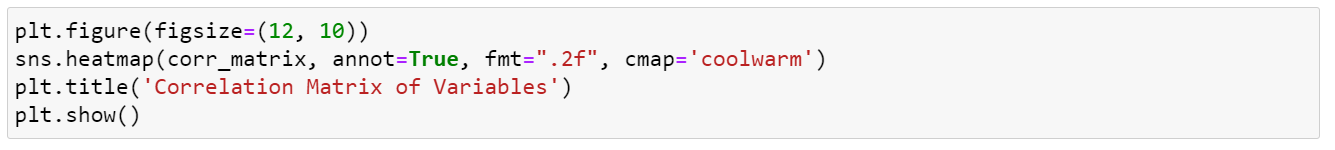 plt.figure(figsize=(12, 10))
sns.heatmap(corr_matrix, annot=True, fmt=".2f", cmap='coolwarm')
plt.title('Correlation Matrix of Variables')
plt.show()